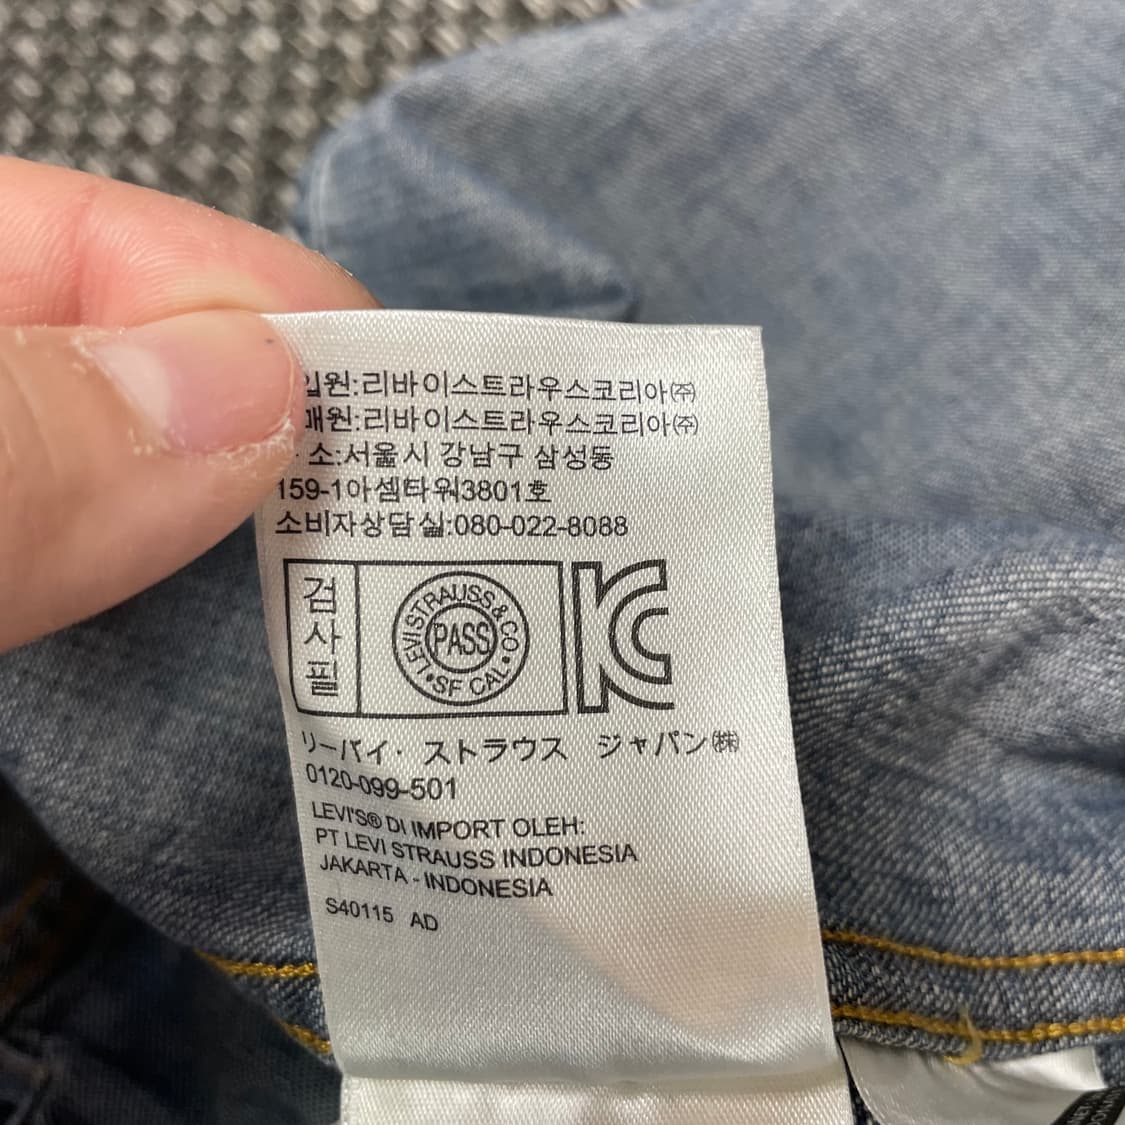 입원:리바이스트라우스코리아㈜
매원:리바이스트라우스코리아㈜
소:서울시 강남구 삼성동
159-1아셈타워3801호
소비자상담실:080-022-8088
검사필
LEVI STRAUSS & CO
PASS
SF CAL
リーバイ・ストラウス ジャパン㈱
0120-099-501
LEVI'S® DI IMPORT OLEH:
PT LEVI STRAUSS INDONESIA
JAKARTA - INDONESIA
S40115 AD